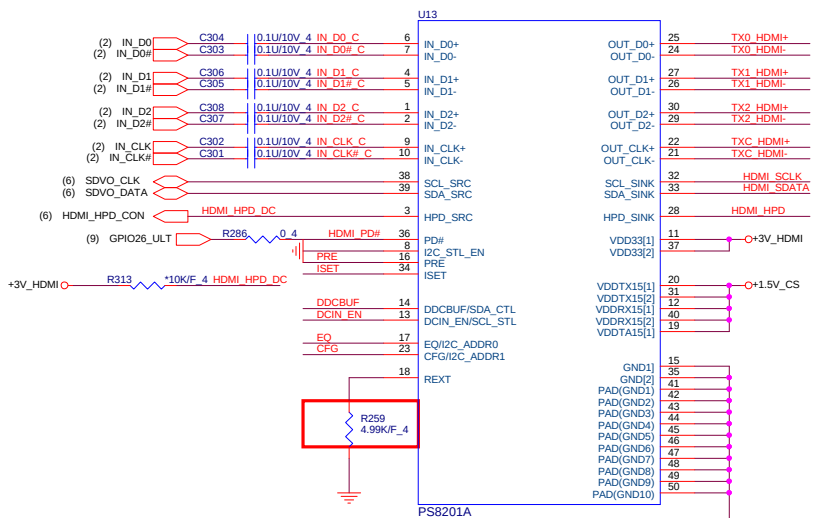 U13
(2) IN_D0 C304 0.1U/10V_4 IN_D0_C 6 IN_D0+ OUT_D0+ 25 TX0_HDMI+
(2) IN_D0# C303 0.1U/10V_4 IN_D0#_C 7 IN_D0- OUT_D0- 24 TX0_HDMI-
(2) IN_D1 C306 0.1U/10V_4 IN_D1_C 4 IN_D1+ OUT_D1+ 27 TX1_HDMI+
(2) IN_D1# C305 0.1U/10V_4 IN_D1#_C 5 IN_D1- OUT_D1- 26 TX1_HDMI-
(2) IN_D2 C308 0.1U/10V_4 IN_D2_C 1 IN_D2+ OUT_D2+ 30 TX2_HDMI+
(2) IN_D2# C307 0.1U/10V_4 IN_D2#_C 2 IN_D2- OUT_D2- 29 TX2_HDMI-
(2) IN_CLK C302 0.1U/10V_4 IN_CLK_C 9 IN_CLK+ OUT_CLK+ 22 TXC_HDMI+
(2) IN_CLK# C301 0.1U/10V_4 IN_CLK#_C 10 IN_CLK- OUT_CLK- 21 TXC_HDMI-
(6) SDVO_CLK 38 SCL_SRC SCL_SINK 32 HDMI_SCLK
(6) SDVO_DATA 39 SDA_SRC SDA_SINK 33 HDMI_SDATA
(6) HDMI_HPD_CON HDMI_HPD_DC 3 HPD_SRC HPD_SINK 28 HDMI_HPD
(9) GPIO26_ULT R286 0_4 HDMI_PD# 36 PD# VDD33[1] 11 +3V_HDMI
8 I2C_STL_EN VDD33[2] 37
PRE 16 PRE
ISET 34 ISET
+3V_HDMI R313 *10K/F_4 HDMI_HPD_DC VDDTX15[1] 20 +1.5V_CS
VDDTX15[2] 31
DDCBUF 14 DDCBUF/SDA_CTL VDDRX15[1] 12
DCIN_EN 13 DCIN_EN/SCL_STL VDDRX15[2] 40
VDDTA15[1] 19
EQ 17 EQ/I2C_ADDR0
CFG 23 CFG/I2C_ADDR1
GND1] 15
18 REXT GND[2] 35
PAD(GND1) 41
PAD(GND2) 42
PAD(GND3) 43
R259 PAD(GND4) 44
4.99K/F_4 PAD(GND5) 45
PAD(GND6) 46
PAD(GND7) 47
PAD(GND8) 48
PAD(GND9) 49
PAD(GND10) 50
PS8201A